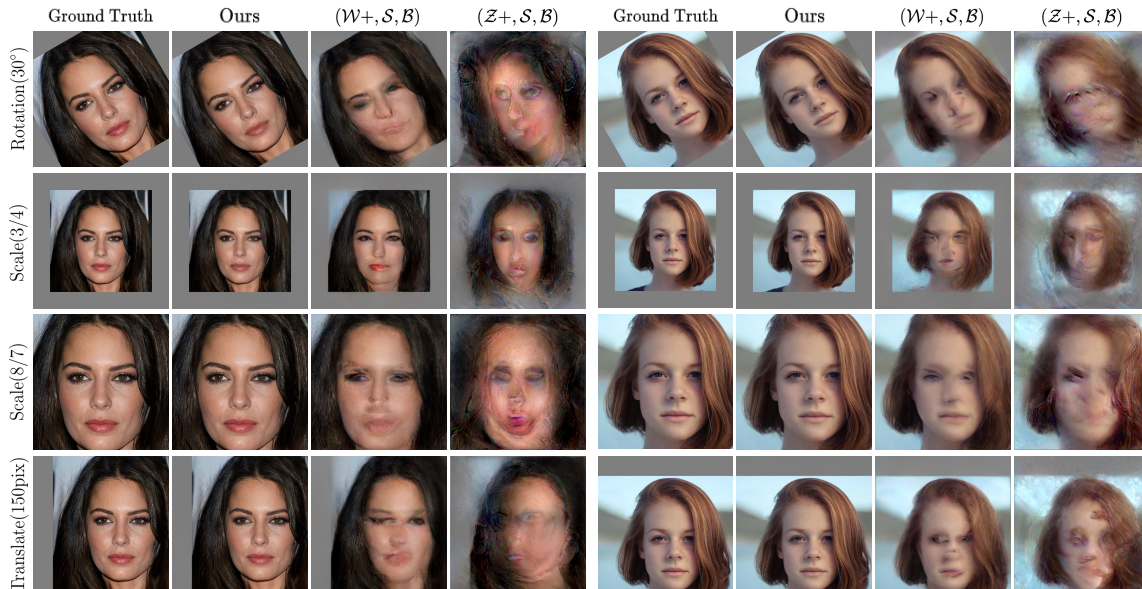 Ground Truth Ours (𝒲+, 𝒮, ℬ) (𝒵+, 𝒮, ℬ) Ground Truth Ours (𝒲+, 𝒮, ℬ) (𝒵+, 𝒮, ℬ)
Rotation(30°)
Scale(3/4)
Scale(8/7)
Translate(150pix)